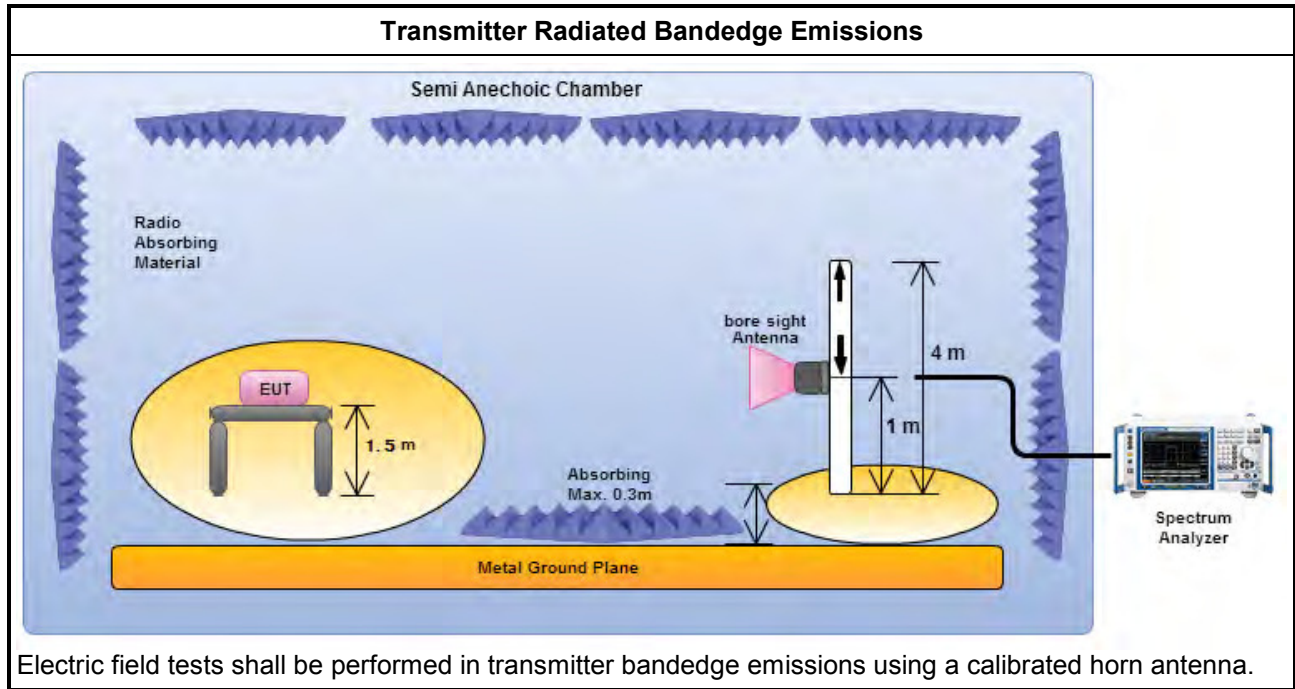 Transmitter Radiated Bandedge Emissions
Semi Anechoic Chamber
Radio
Absorbing
Material
bore sight
Antenna
4 m
EUT
1.5 m
1 m
Absorbing
Max. 0.3m
Spectrum
Analyzer
Metal Ground Plane
Electric field tests shall be performed in transmitter bandedge emissions using a calibrated horn antenna.